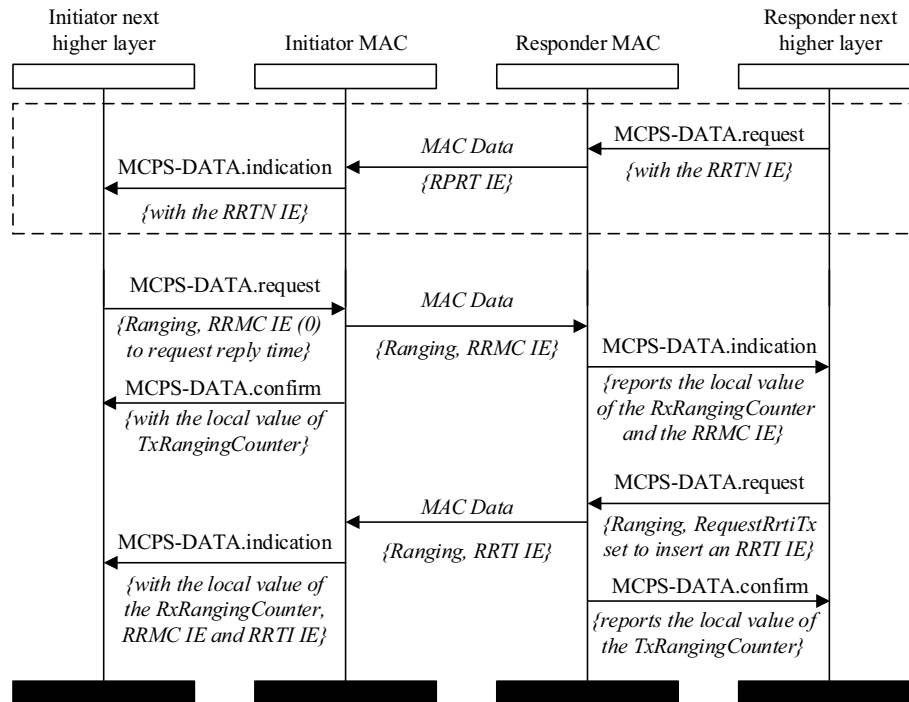 Initiator next
higher layer
Initiator MAC
Responder MAC
Responder next
higher layer
MCPS-DATA.request
{with the RRTN IE}
MAC Data
{RPRT IE}
MCPS-DATA.indication
{with the RRTN IE}
MCPS-DATA.request
{Ranging, RRMC IE (0)
to request reply time}
MAC Data
{Ranging, RRMC IE}
MCPS-DATA.indication
{reports the local value
of the RxRangingCounter
and the RRMC IE}
MCPS-DATA.confirm
{with the local value of
TxRangingCounter}
MCPS-DATA.request
{Ranging, RequestRrtiTx
set to insert an RRTI IE}
MAC Data
{Ranging, RRTI IE}
MCPS-DATA.indication
{with the local value of
the RxRangingCounter,
RRMC IE and RRTI IE}
MCPS-DATA.confirm
{reports the local value of
the TxRangingCounter}